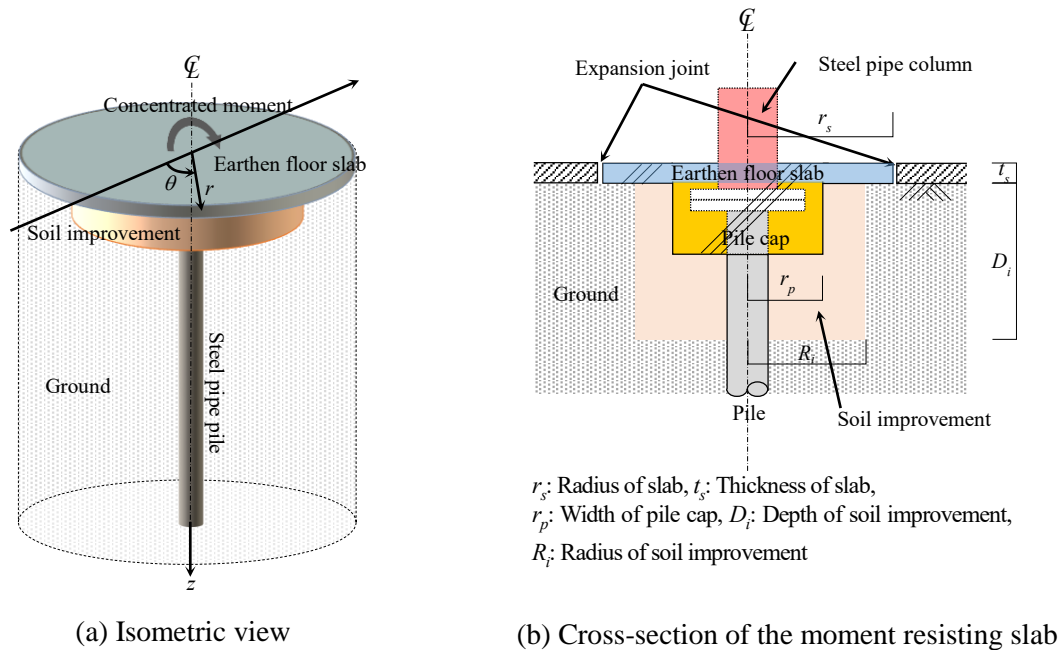 ℄
Concentrated moment
Earthen floor slab
θ
r
Soil improvement
Steel pipe pile
Ground
z
(a) Isometric view
℄
Expansion joint
Steel pipe column
r_s
Earthen floor slab
t_s
Pile cap
D_i
r_p
Ground
R_i
Pile
Soil improvement
r_s: Radius of slab, t_s: Thickness of slab,
r_p: Width of pile cap, D_i: Depth of soil improvement,
R_i: Radius of soil improvement
(b) Cross-section of the moment resisting slab